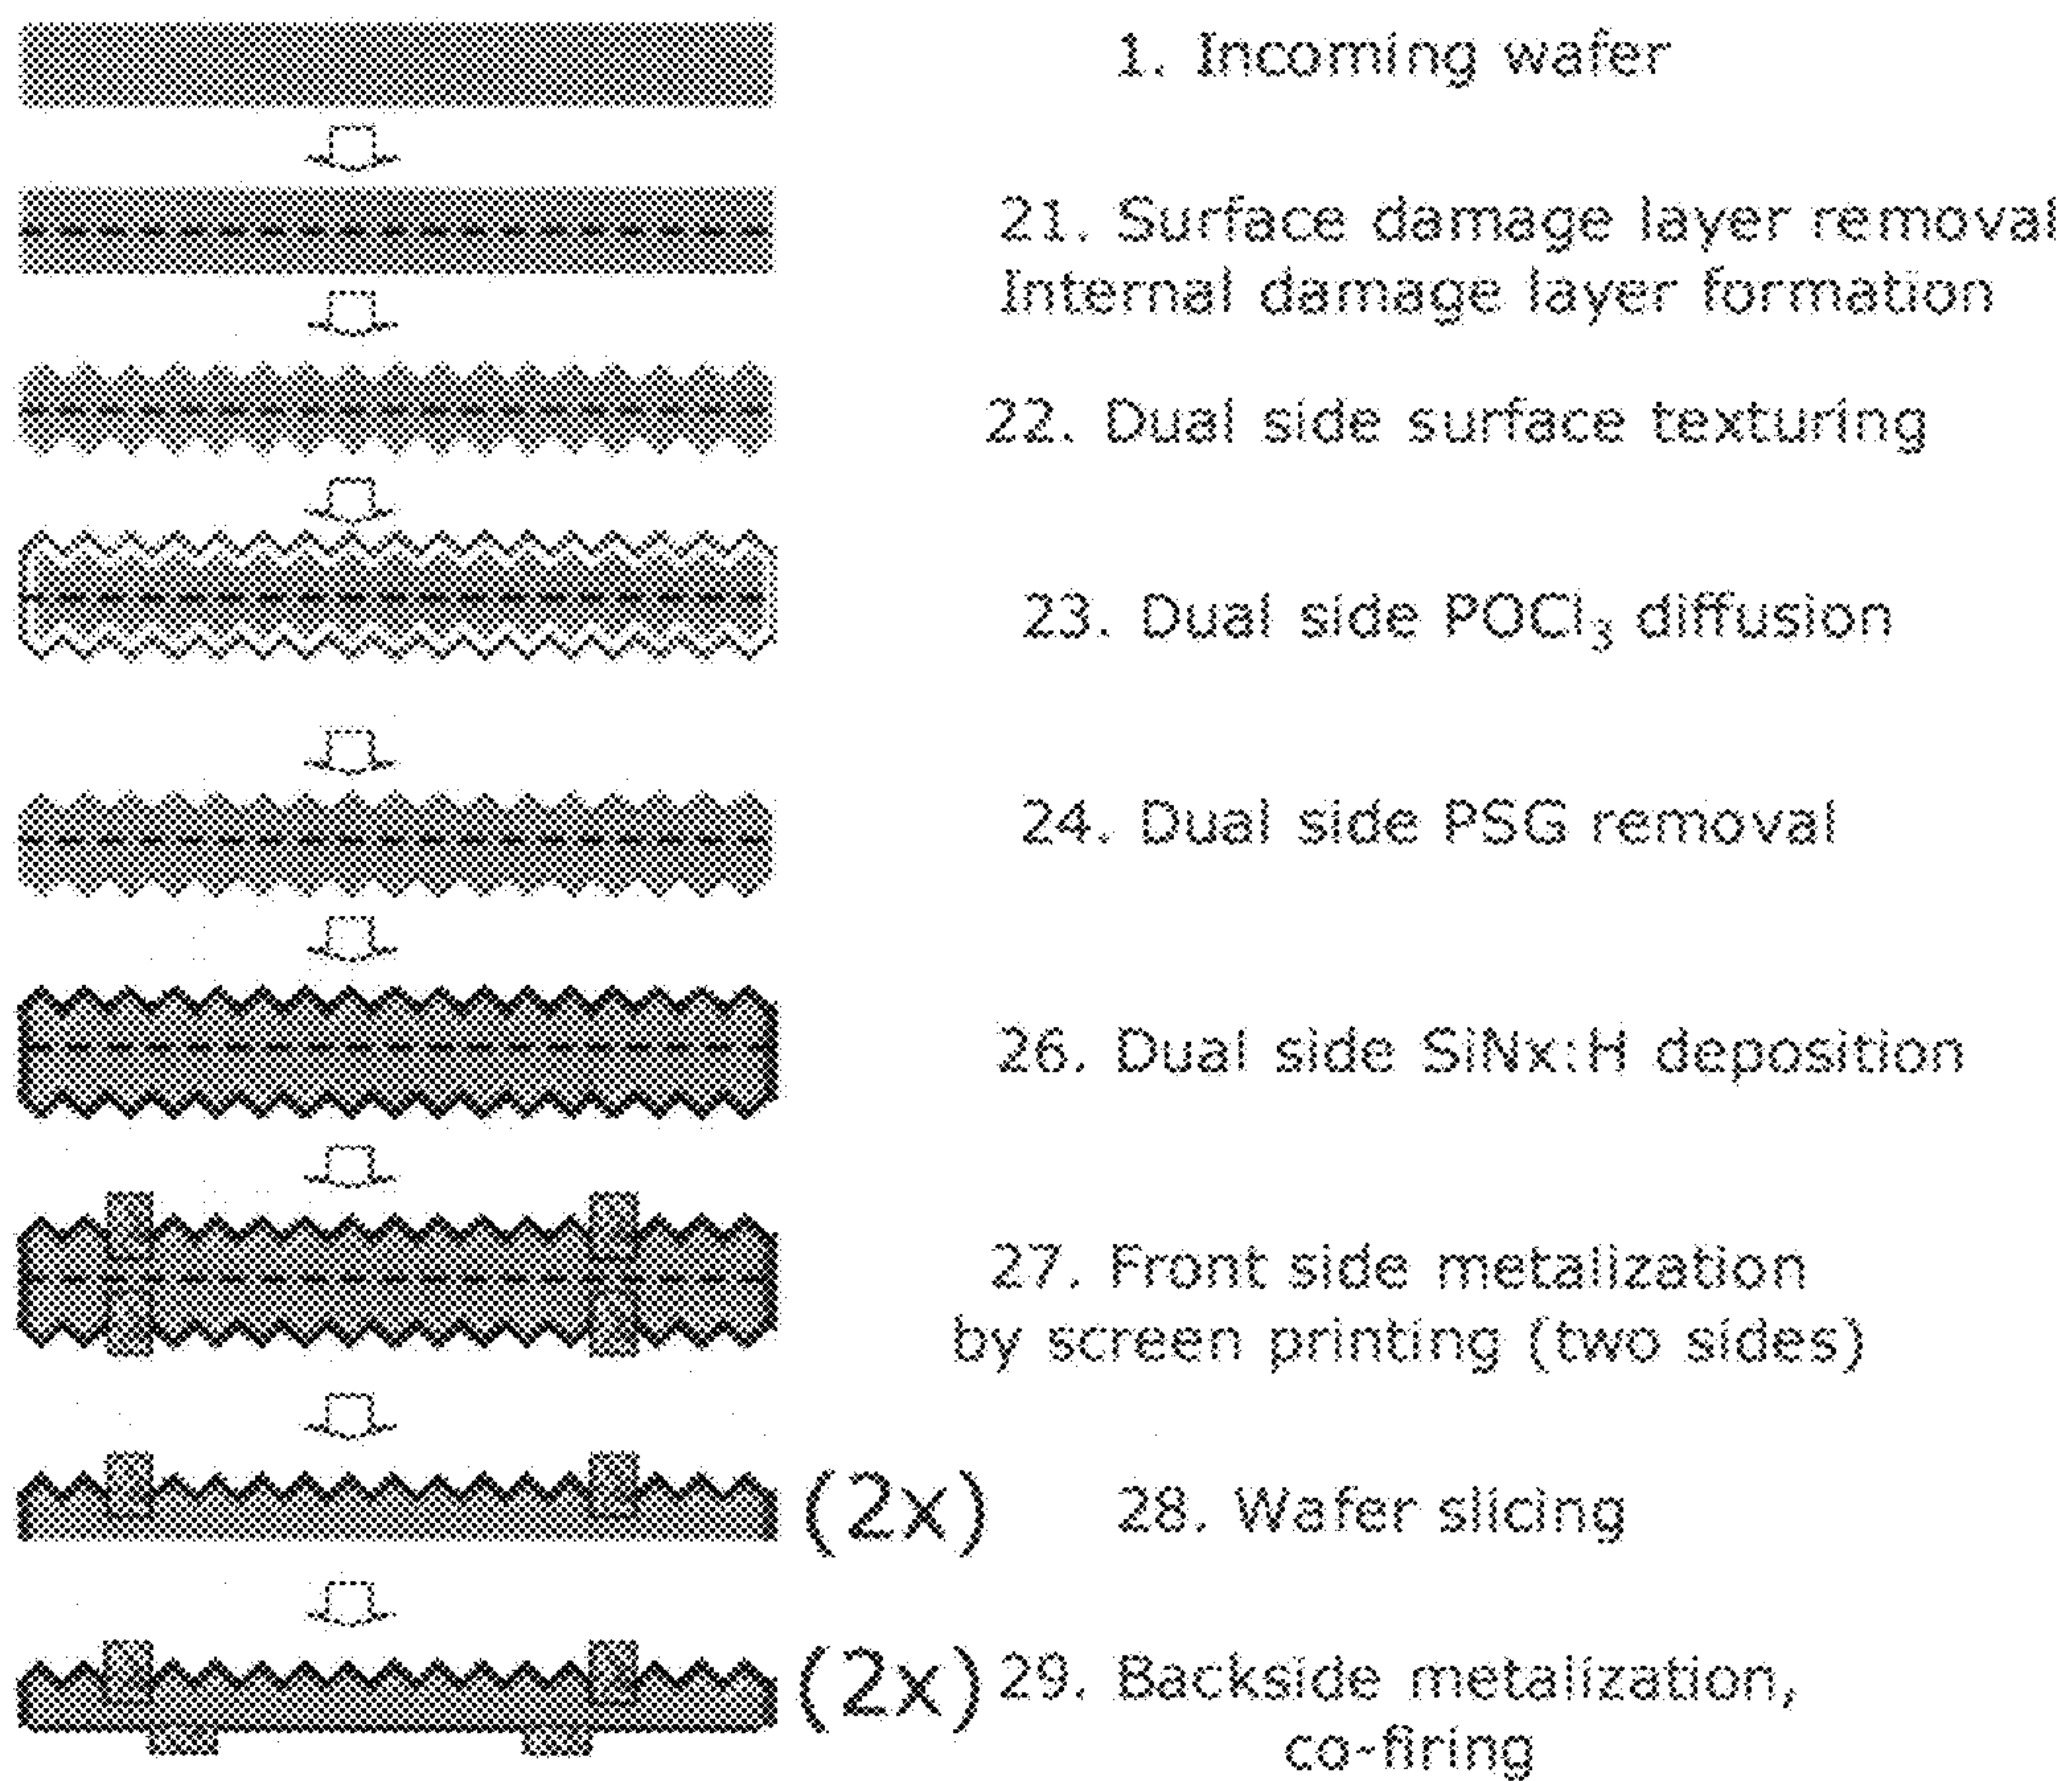 1. Incoming wafer
21. Surface damage layer removal
Internal damage layer formation
22. Dual side surface texturing
23. Dual side POCl₃ diffusion
24. Dual side PSG removal
26. Dual side SiNx:H deposition
27. Front side metalization
by screen printing (two sides)
(2x) 28. Wafer slicing
(2x) 29. Backside metalization,
co-firing